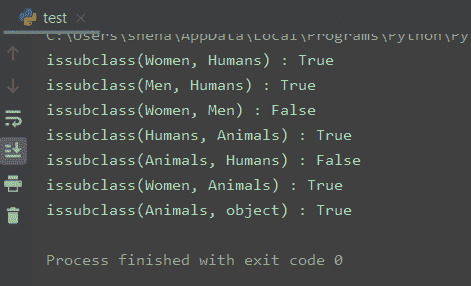 test
C:\Users\sneha\AppData\Local\Programs\Python\Py
issubclass(Women, Humans) : True
issubclass(Men, Humans) : True
issubclass(Women, Men) : False
issubclass(Humans, Animals) : True
issubclass(Animals, Humans) : False
issubclass(Women, Animals) : True
issubclass(Animals, object) : True
Process finished with exit code 0